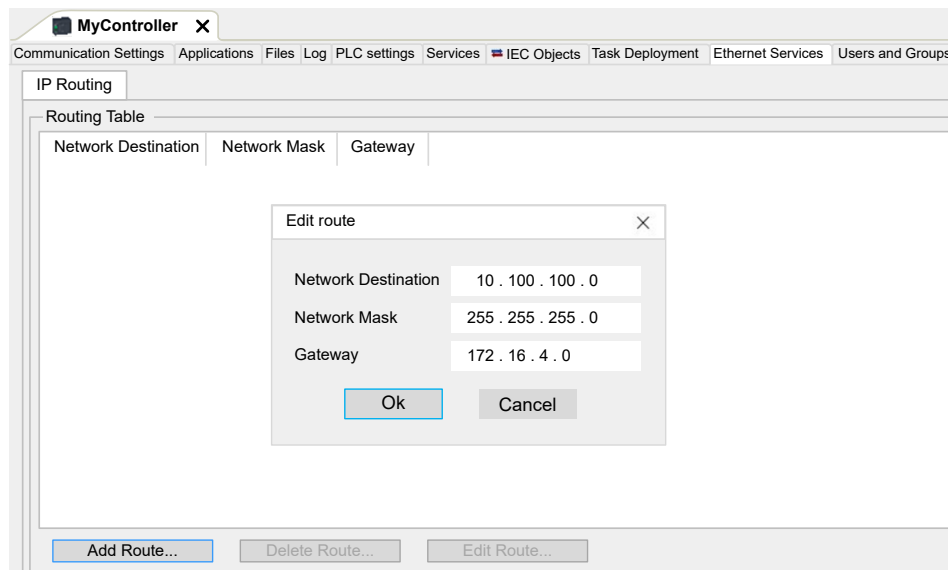 MyController X
Communication Settings Applications Files Log PLC settings Services IEC Objects Task Deployment Ethernet Services Users and Groups
IP Routing
Routing Table
Network Destination Network Mask Gateway
Edit route
Network Destination 10 . 100 . 100 . 0
Network Mask 255 . 255 . 255 . 0
Gateway 172 . 16 . 4 . 0
Ok Cancel
Add Route... Delete Route... Edit Route...